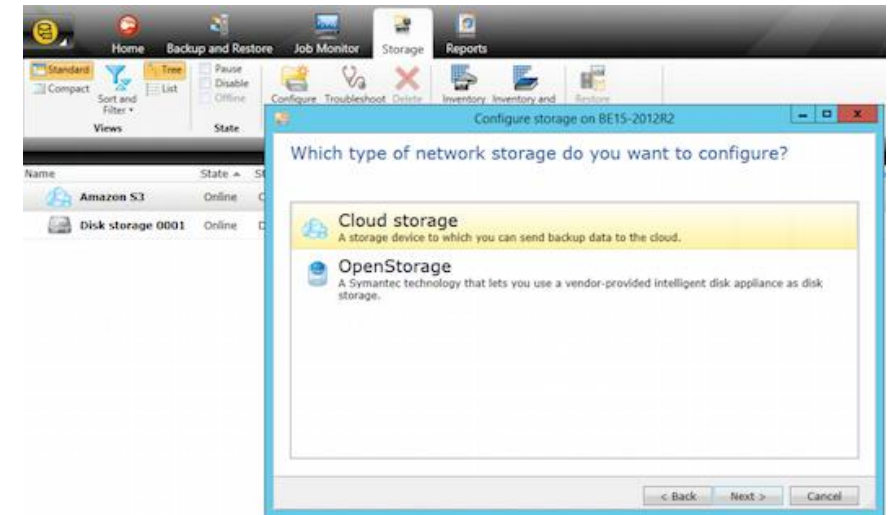 Home Backup and Restore Job Monitor Storage Reports
Standard Tree Pause
Compact Sort and Filter List Disable
Offline
Configure Troubleshoot Delete Inventory Inventory and Restore
Views State
Configure storage on BE15-2012R2
Which type of network storage do you want to configure?
Name State
Amazon S3 Online
Disk storage 0001 Online
Cloud storage
A storage device to which you can send backup data to the cloud.
OpenStorage
A Symantec technology that lets you use a vendor-provided intelligent disk appliance as disk
storage.
< Back Next > Cancel